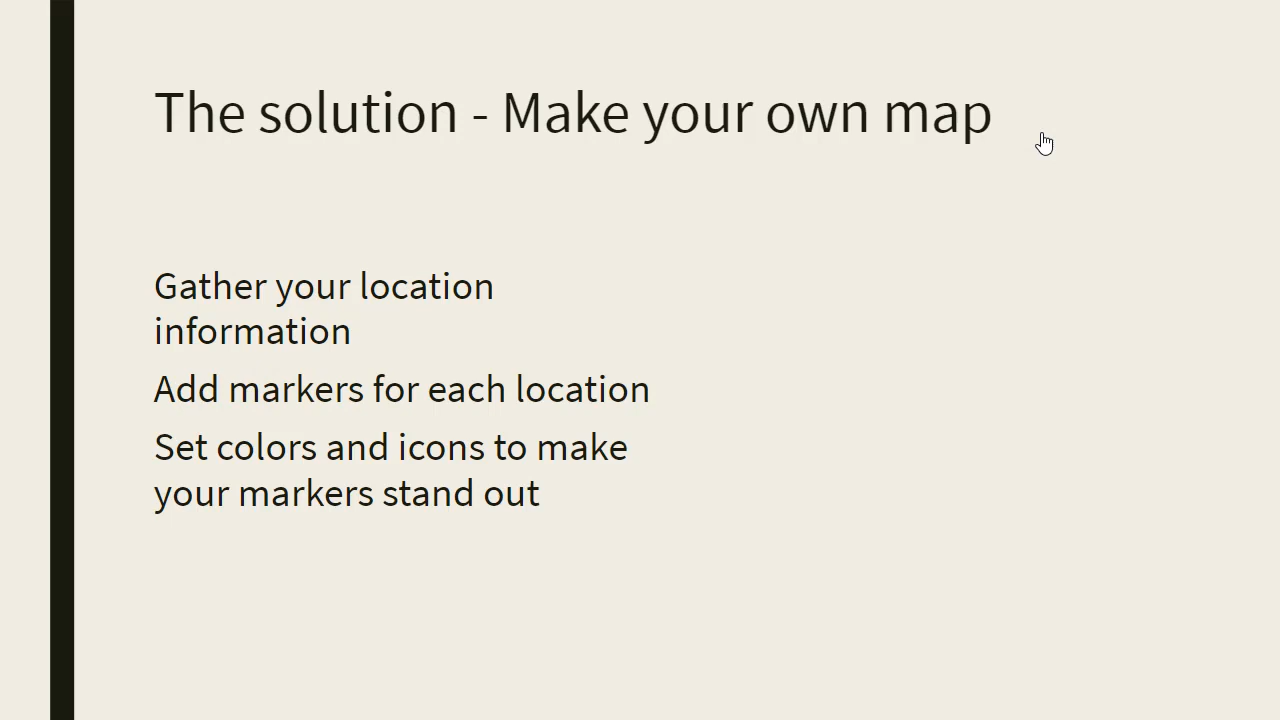 The solution - Make your own map
Gather your location
information
Add markers for each location
Set colors and icons to make
your markers stand out